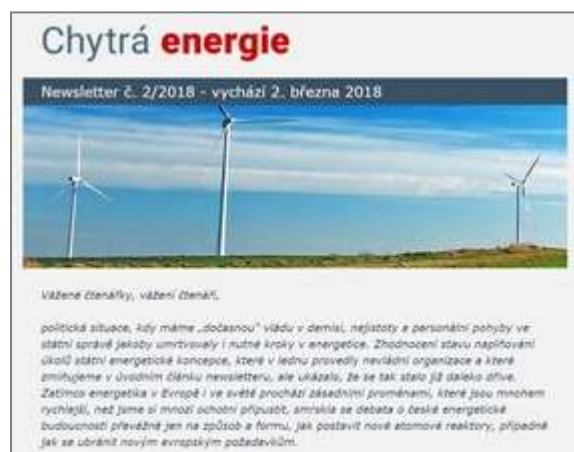 Chytrá energie
Newsletter č. 2/2018 - vychází 2. března 2018
Vážené čtenářky, vážení čtenáři,
politická situace, kdy máme „dočasnou" vládu v demisi, nejistoty a personální pohyby ve
státní správě jakoby umrtvovaly i nutné kroky v energetice. Zhodnocení stavu naplňování
úkolů státní energetické koncepce, které v lednu provedly nevládní organizace a které
zmiňujeme v úvodním článku newsletteru, ale ukázalo, že se tak stalo již daleko dříve.
Zatímco energetika v Evropě i ve světě prochází zásadními proměnami, které jsou mnohem
rychlejší, než jsme si mnozí ochotni připustit, smrskla se debata o české energetické
budoucnosti převážně jen na způsob a formu, jak postavit nové atomové reaktory, případně
jak se ubránit novým evropským požadavkům.